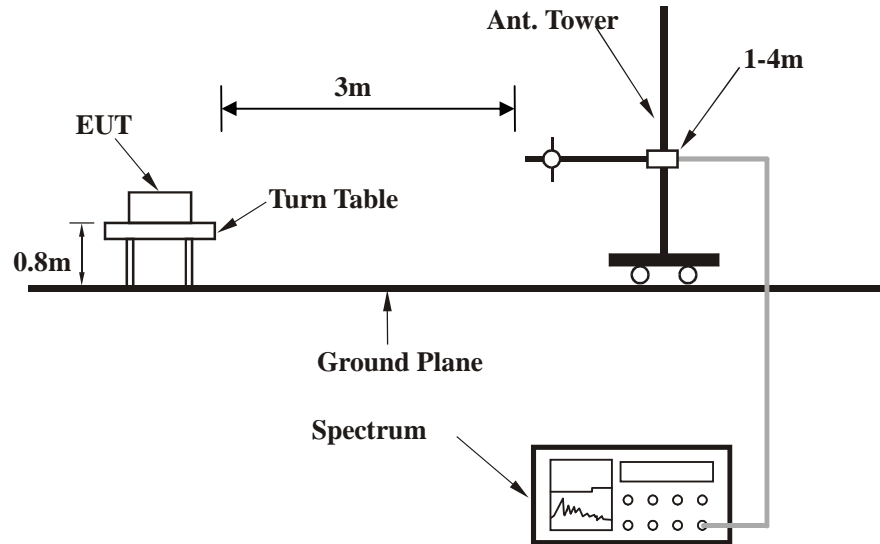 Ant. Tower
1-4m
3m
EUT
Turn Table
0.8m
Ground Plane
Spectrum